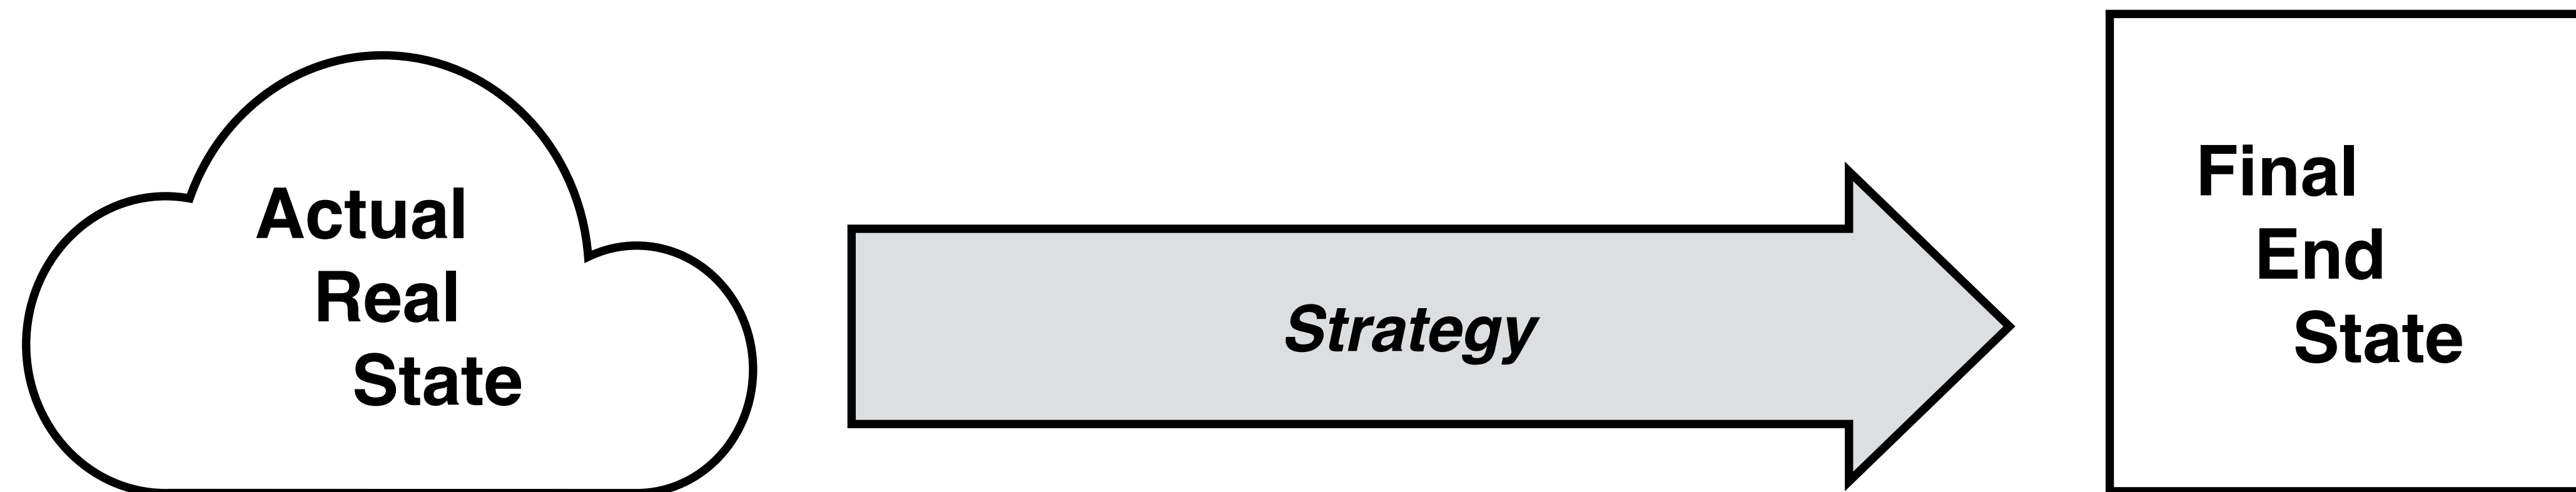 Actual
Real
State
Strategy
Final
End
State